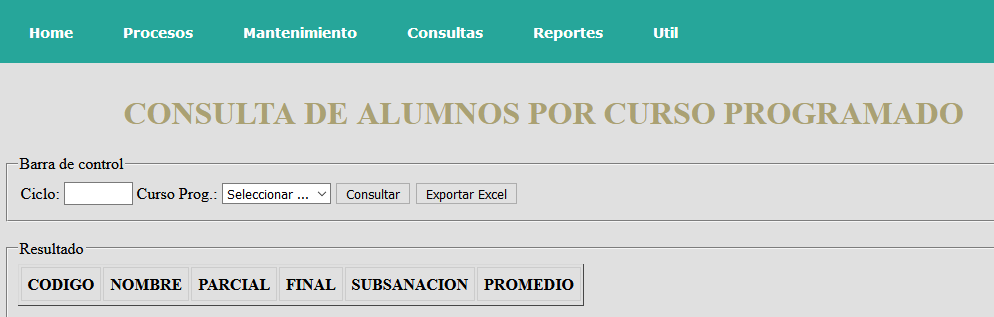 Home Procesos Mantenimiento Consultas Reportes Util
CONSULTA DE ALUMNOS POR CURSO PROGRAMADO
Barra de control
Ciclo: Curso Prog.: Seleccionar ... Consultar Exportar Excel
Resultado
CODIGO NOMBRE PARCIAL FINAL SUBSANACION PROMEDIO